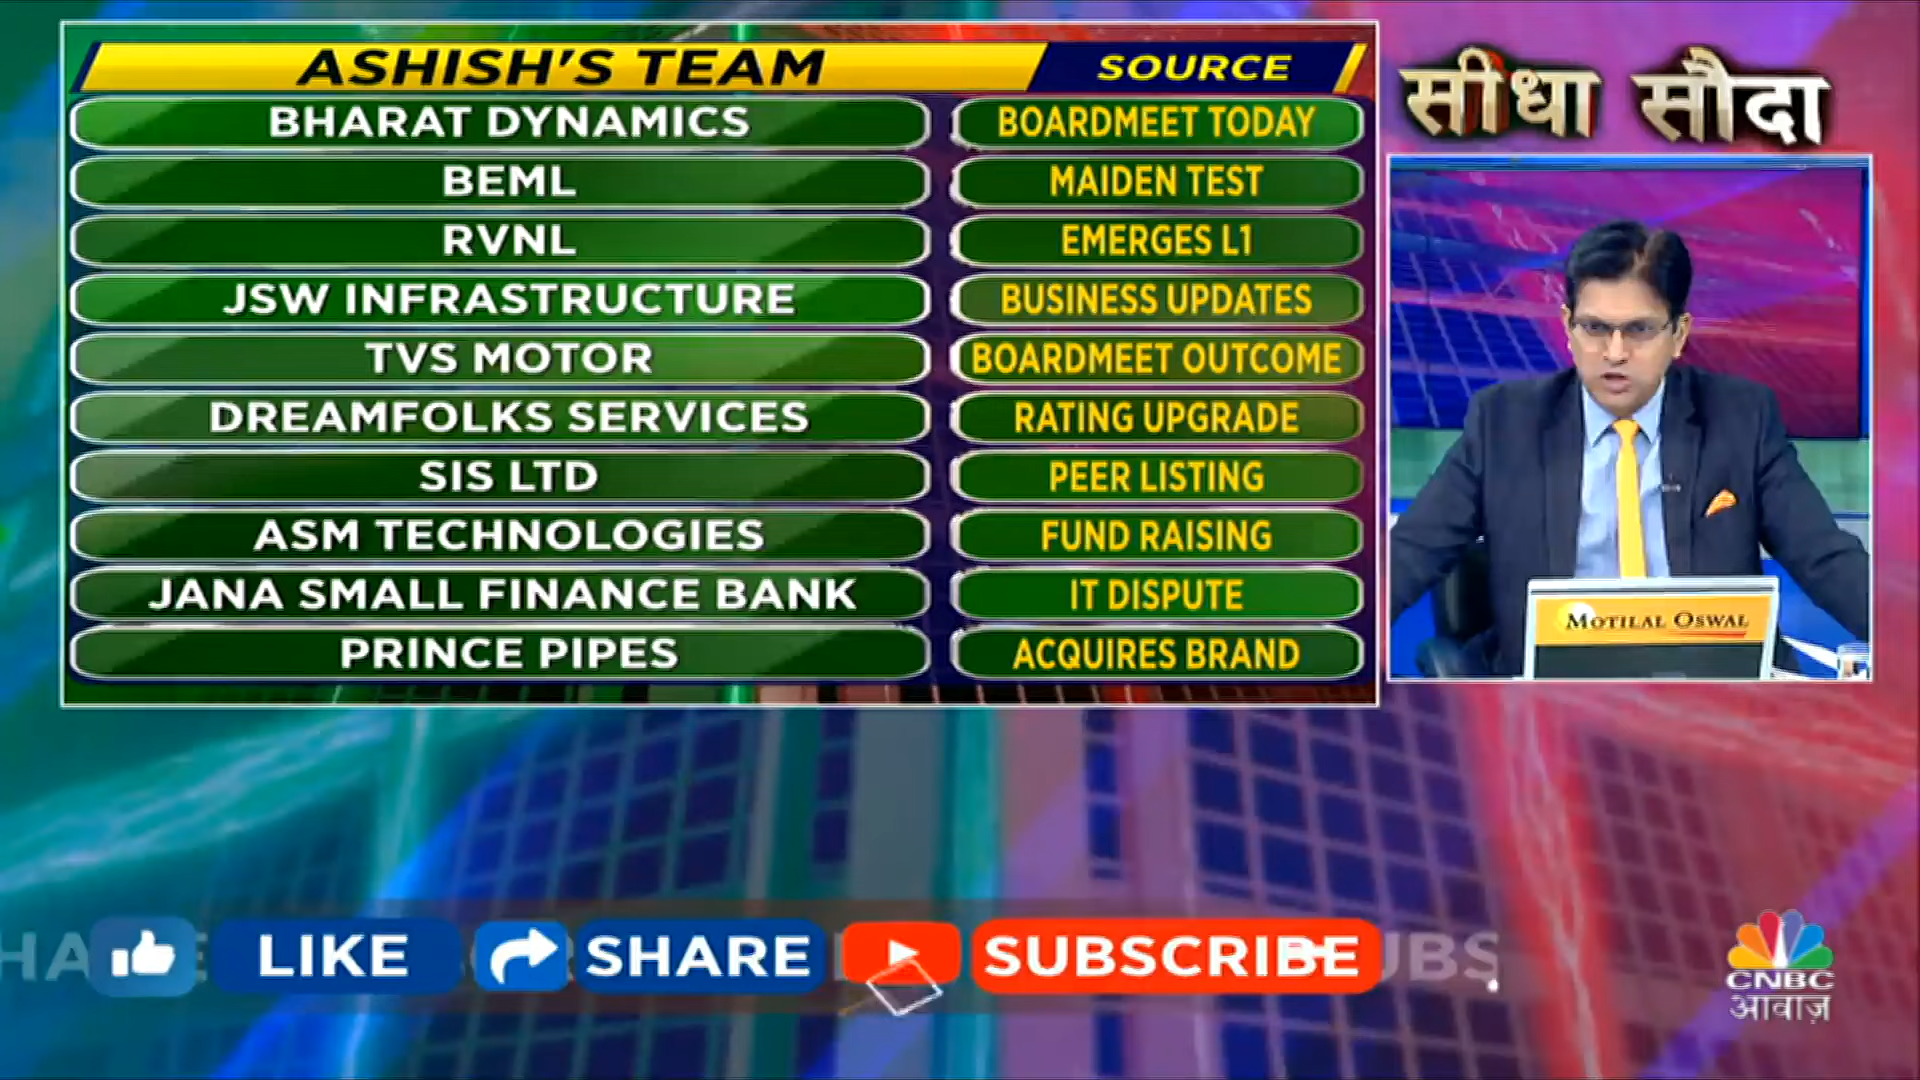 ASHISH'S TEAM SOURCE
BHARAT DYNAMICS BOARDMEET TODAY
BEML MAIDEN TEST
RVNL EMERGES L1
JSW INFRASTRUCTURE BUSINESS UPDATES
TVS MOTOR BOARDMEET OUTCOME
DREAMFOLKS SERVICES RATING UPGRADE
SIS LTD PEER LISTING
ASM TECHNOLOGIES FUND RAISING
JANA SMALL FINANCE BANK IT DISPUTE
PRINCE PIPES ACQUIRES BRAND
सीधा सौदा
MOTILAL OSWAL
LIKE SHARE SUBSCRIBE
CNBC
आवाज़